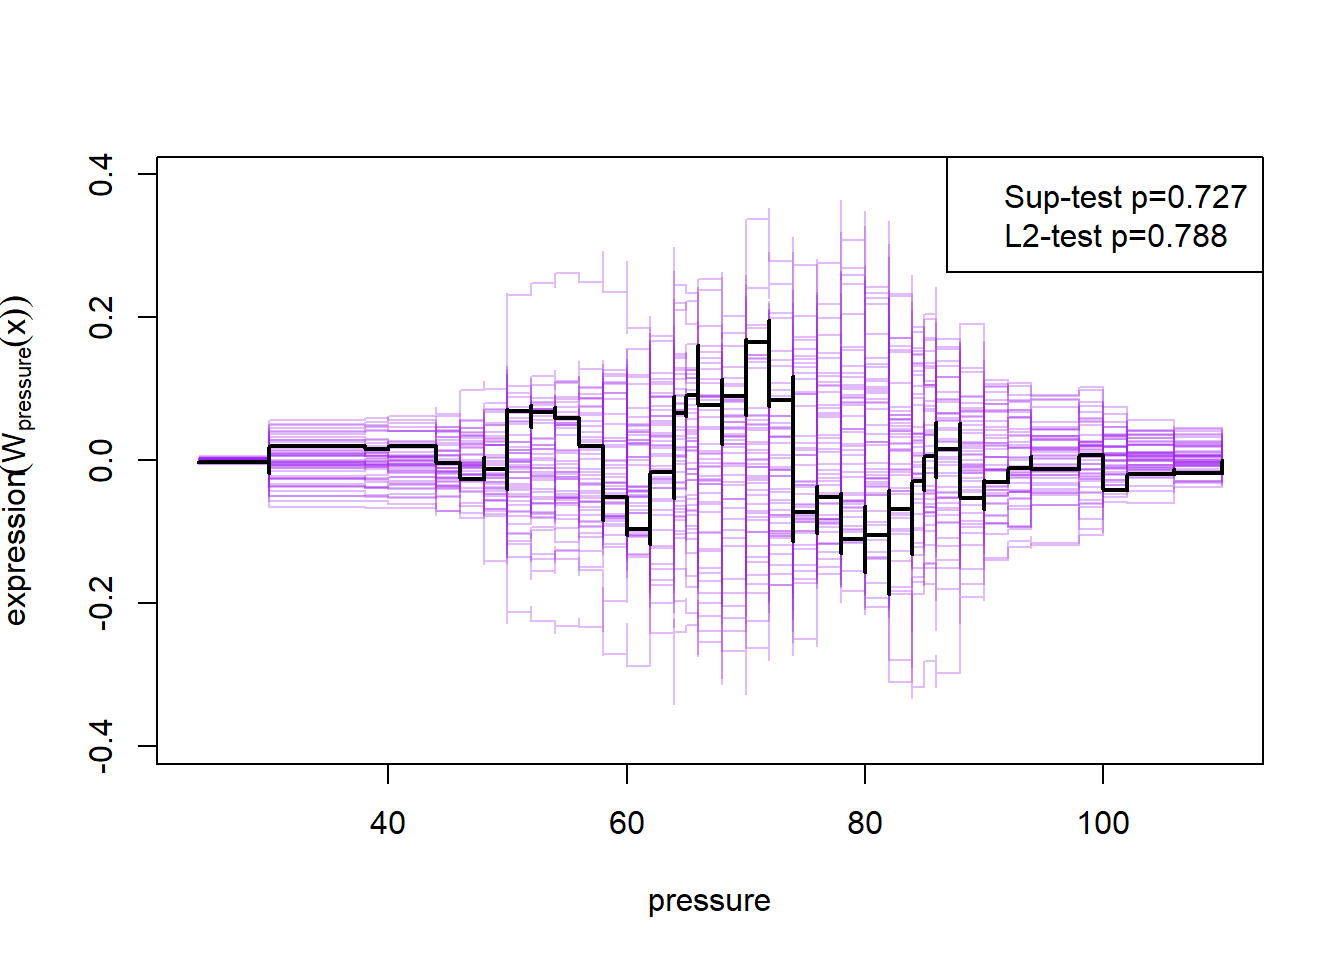 Sup-test p=0.727
L2-test p=0.788
0.4
0.2
0.0
-0.2
-0.4
expression(W_pressure(x))
40 60 80 100
pressure